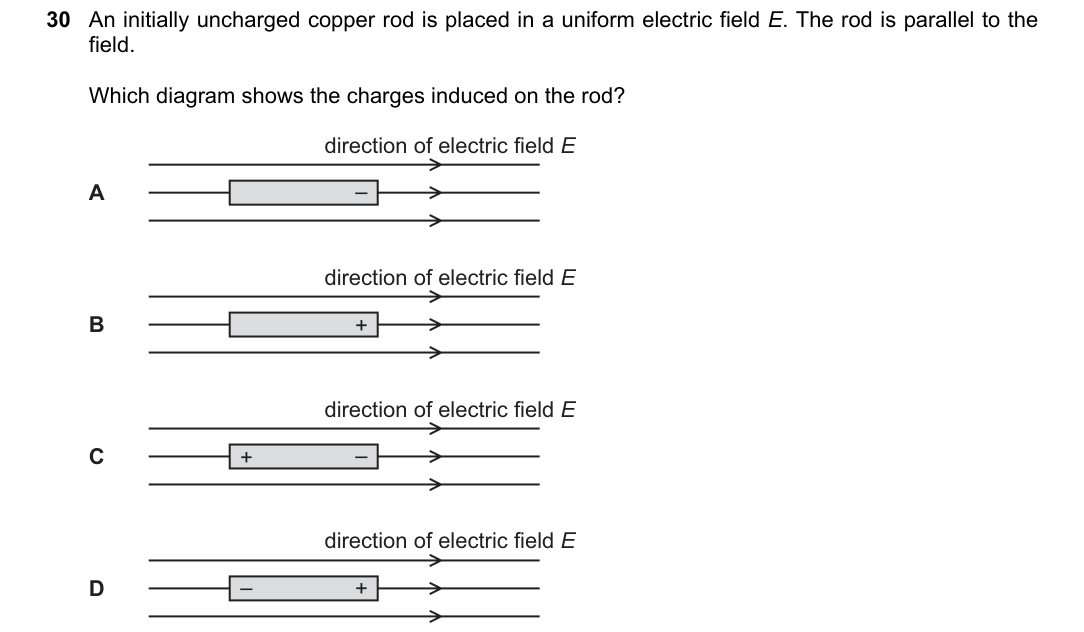 30 An initially uncharged copper rod is placed in a uniform electric field E. The rod is parallel to the
field.
Which diagram shows the charges induced on the rod?
direction of electric field E
A
–
direction of electric field E
B
+
direction of electric field E
C
+ –
direction of electric field E
D
– +